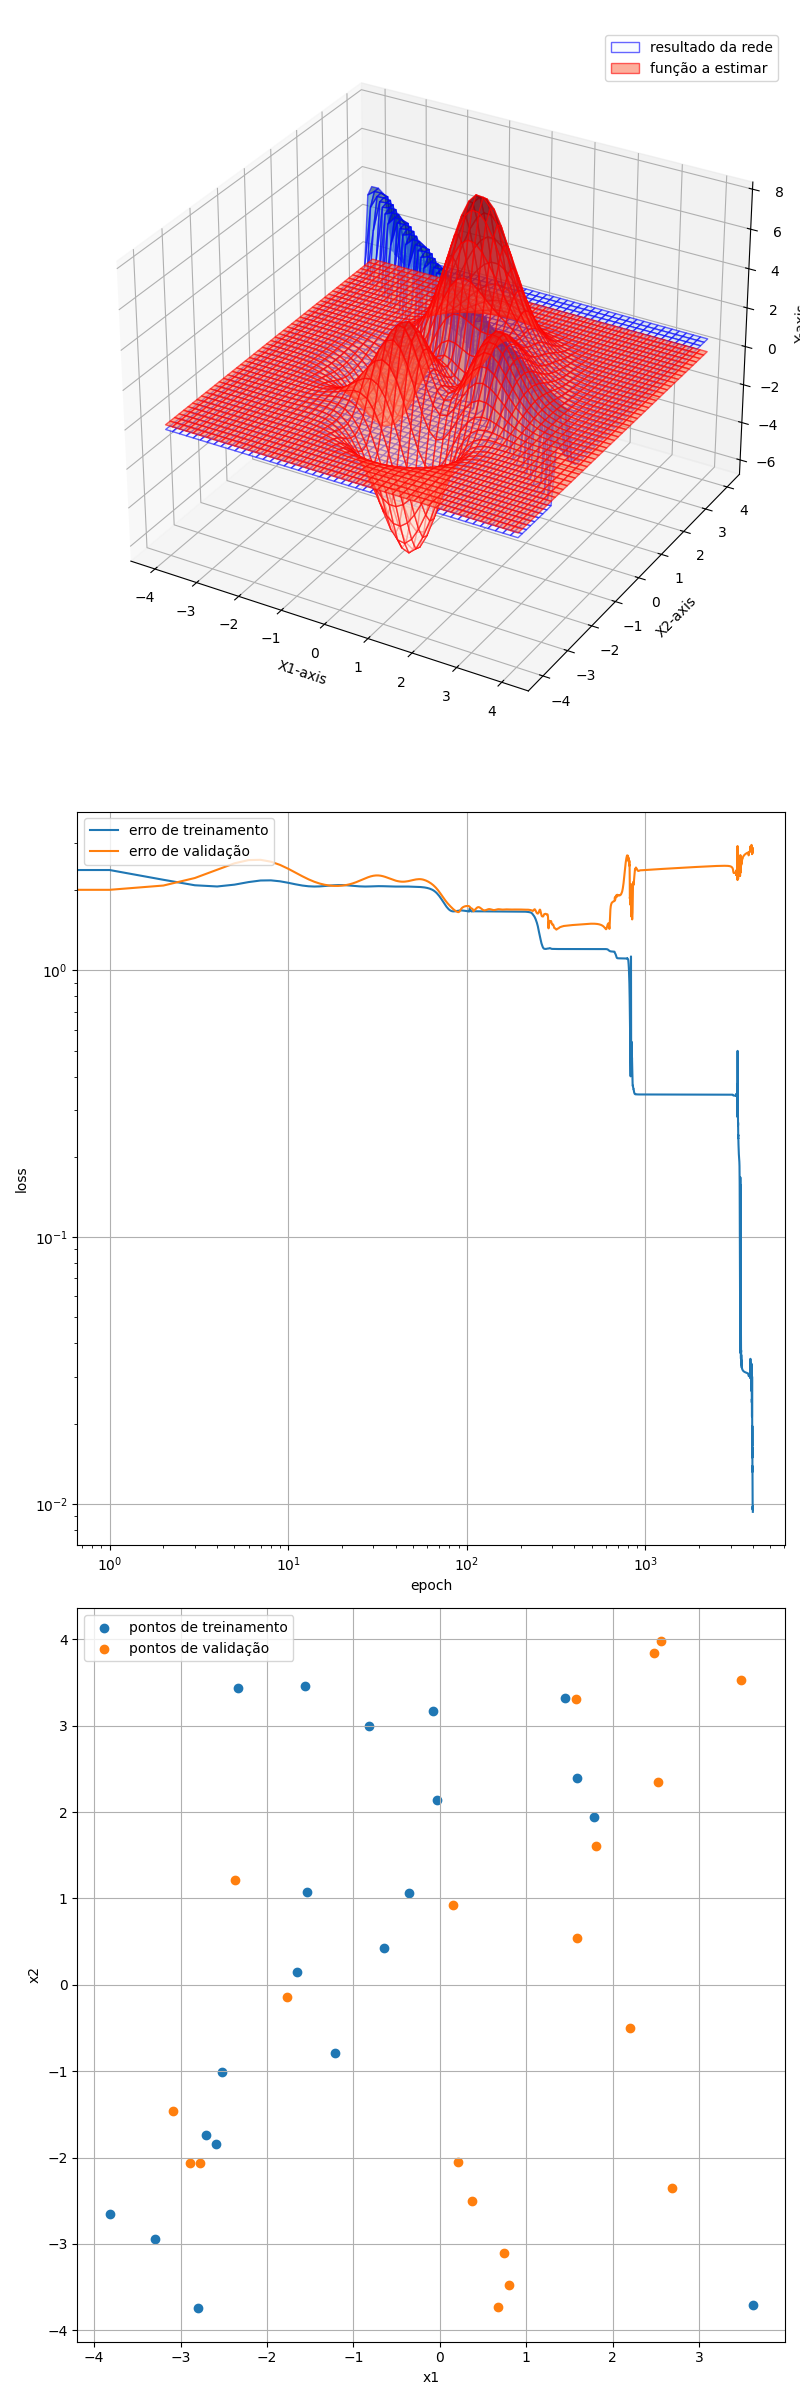 resultado da rede
função a estimar
8
6
4
2
0
−2
−4
−6
4
3
2
1
0
−1
−2
−3
−4
X2-axis
−4
−3
−2
−1
0
1
2
3
4
X1-axis
erro de treinamento
erro de validação
10⁰
10⁻¹
10⁻²
loss
10⁰ 10¹ 10² 10³
epoch
pontos de treinamento
pontos de validação
4
3
2
1
0
−1
−2
−3
−4
x2
−4 −3 −2 −1 0 1 2 3
x1